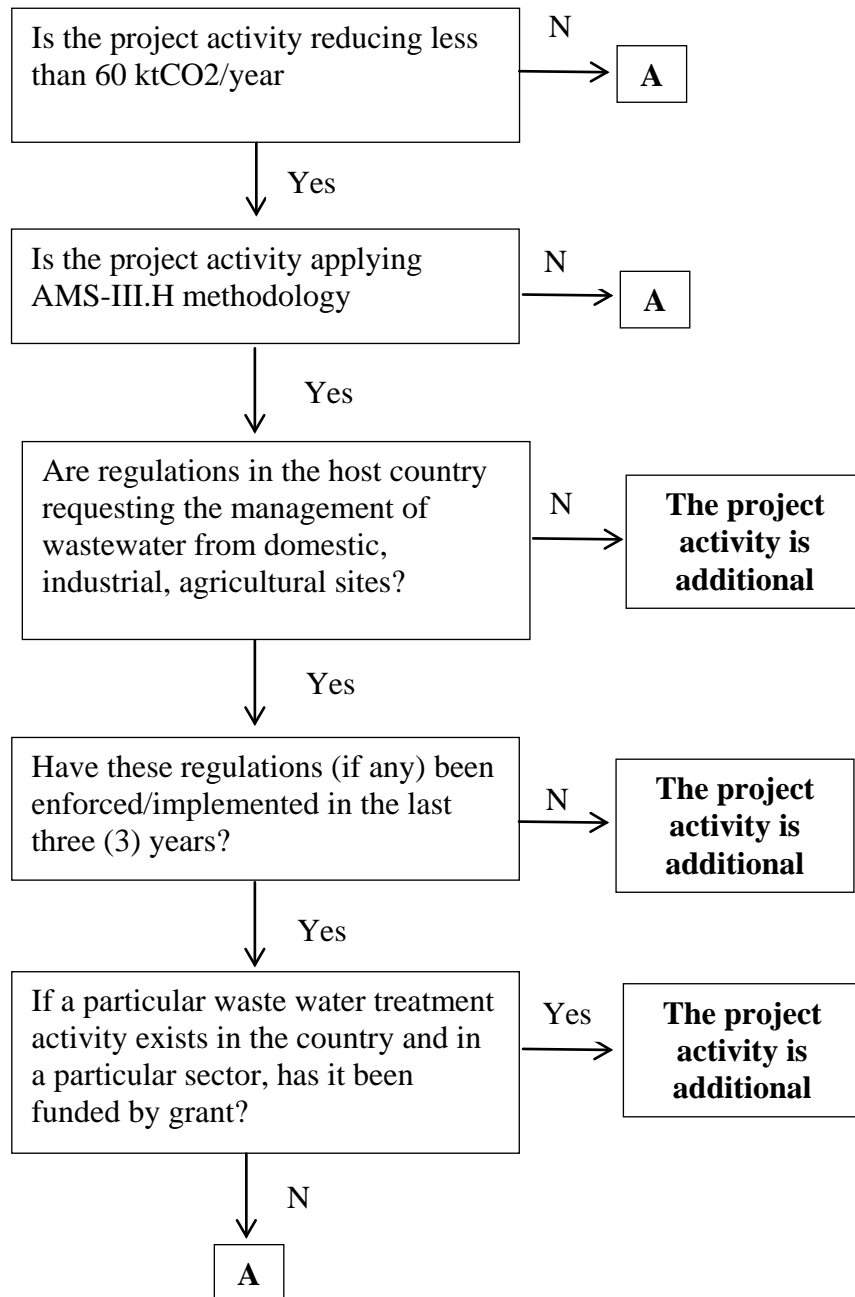 Is the project activity reducing less
than 60 ktCO2/year
N
A
Yes
Is the project activity applying
AMS-III.H methodology
N
A
Yes
Are regulations in the host country
requesting the management of
wastewater from domestic,
industrial, agricultural sites?
N
The project
activity is
additional
Yes
Have these regulations (if any) been
enforced/implemented in the last
three (3) years?
N
The project
activity is
additional
Yes
If a particular waste water treatment
activity exists in the country and in
a particular sector, has it been
funded by grant?
Yes
The project
activity is
additional
N
A